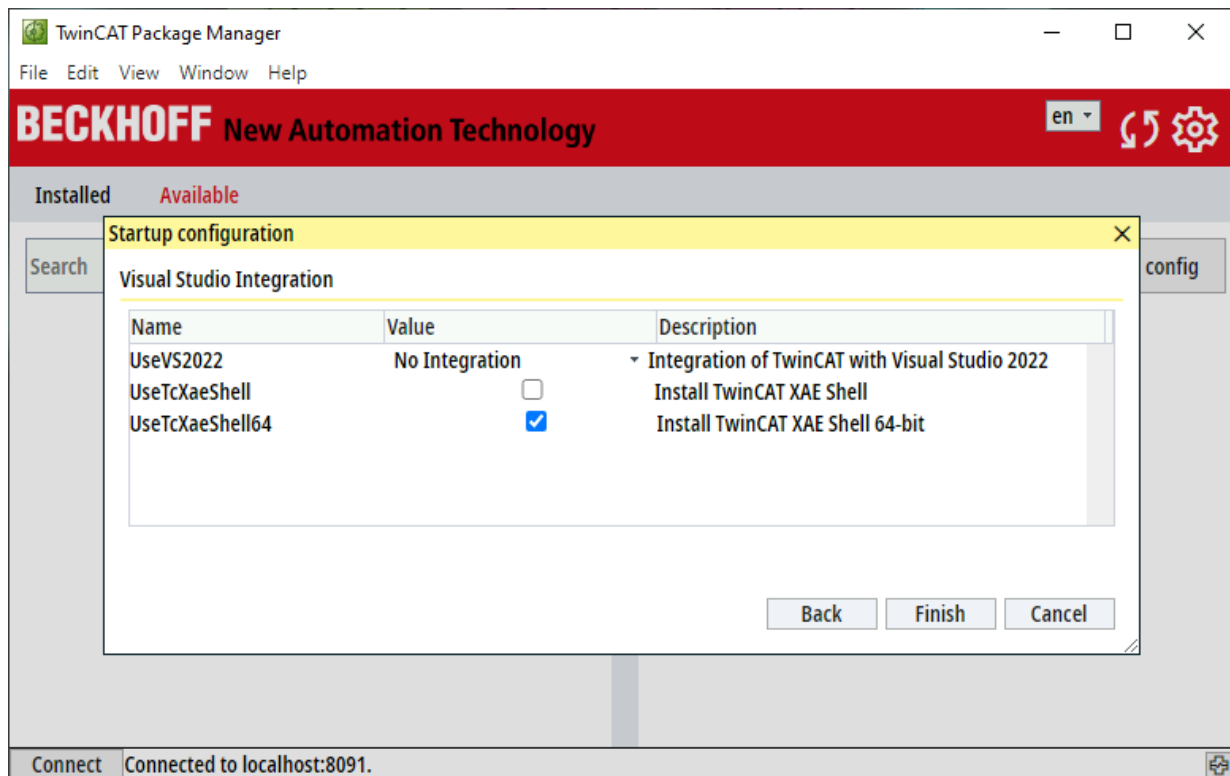 TwinCAT Package Manager
File Edit View Window Help
BECKHOFF New Automation Technology
en
Installed Available
Startup configuration
Search
config
Visual Studio Integration
Name Value Description
UseVS2022 No Integration Integration of TwinCAT with Visual Studio 2022
UseTcXaeShell Install TwinCAT XAE Shell
UseTcXaeShell64 Install TwinCAT XAE Shell 64-bit
Back Finish Cancel
Connect Connected to localhost:8091.